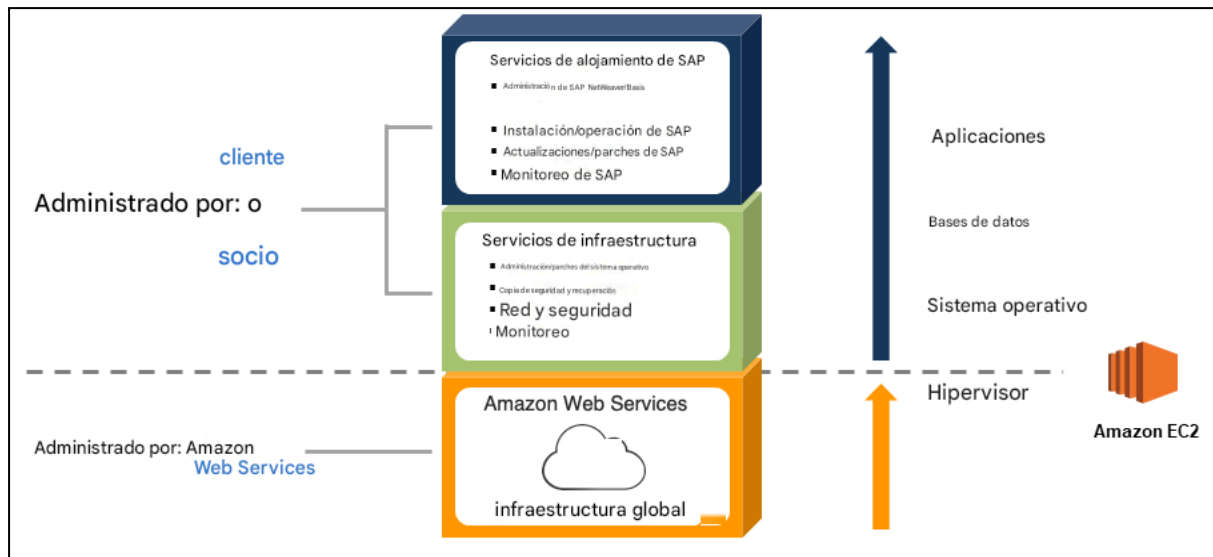 Servicios de alojamiento de SAP
Administración de SAP NetWeaver/Basis
Instalación/operación de SAP
Actualizaciones/parches de SAP
Monitoreo de SAP
cliente
Administrado por: o
socio
Servicios de infraestructura
Administración/parches del sistema operativo
Copia de seguridad y recuperación
Red y seguridad
Monitoreo
Aplicaciones
Bases de datos
Sistema operativo
Hipervisor
Amazon EC2
Administrado por: Amazon
Web Services
Amazon Web Services
infraestructura global